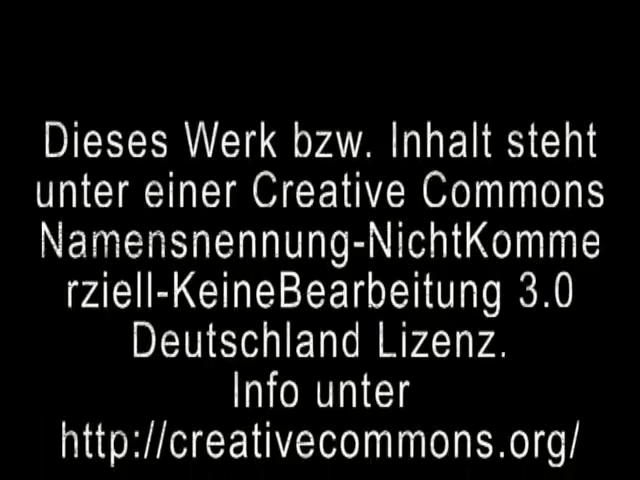 Dieses Werk bzw. Inhalt steht
unter einer Creative Commons
Namensnennung-NichtKomme
rziell-KeineBearbeitung 3.0
Deutschland Lizenz.
Info unter
http://creativecommons.org/